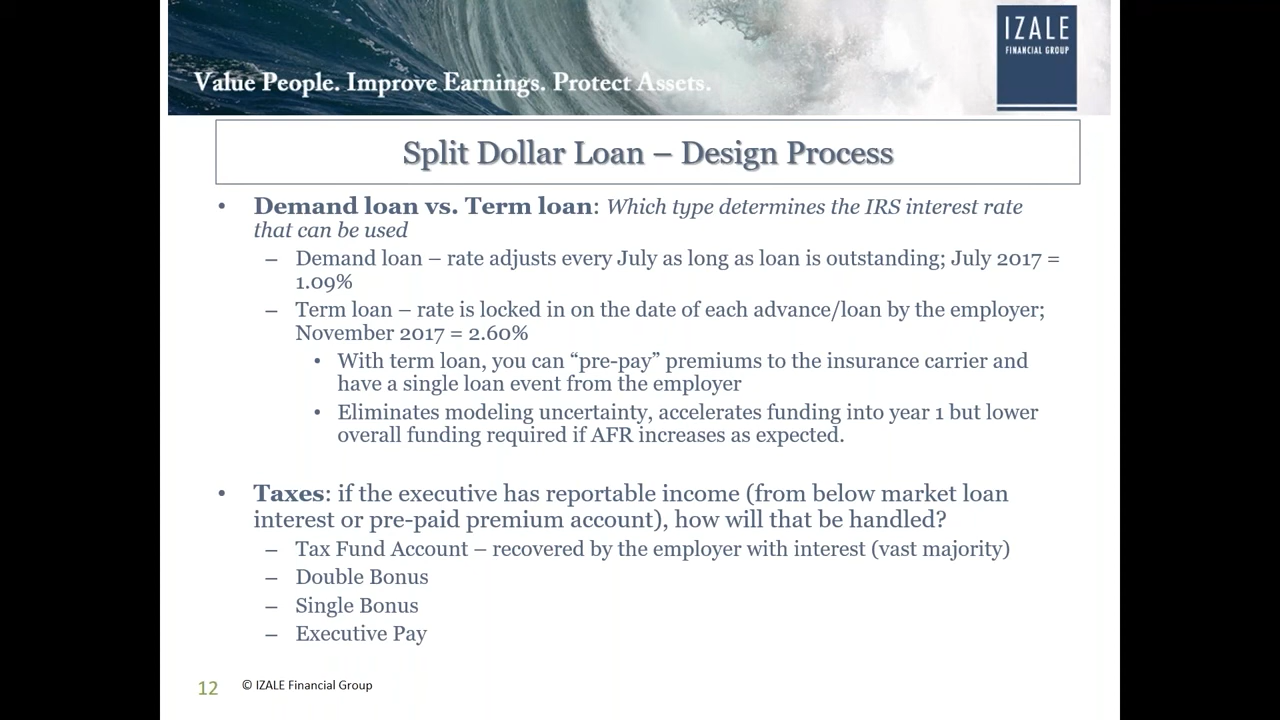 IZALE
FINANCIAL GROUP
Value People. Improve Earnings. Protect Assets.
Split Dollar Loan – Design Process
• Demand loan vs. Term loan: Which type determines the IRS interest rate
that can be used
– Demand loan – rate adjusts every July as long as loan is outstanding; July 2017 =
1.09%
– Term loan – rate is locked in on the date of each advance/loan by the employer;
November 2017 = 2.60%
• With term loan, you can “pre-pay” premiums to the insurance carrier and
have a single loan event from the employer
• Eliminates modeling uncertainty, accelerates funding into year 1 but lower
overall funding required if AFR increases as expected.
• Taxes: if the executive has reportable income (from below market loan
interest or pre-paid premium account), how will that be handled?
– Tax Fund Account – recovered by the employer with interest (vast majority)
– Double Bonus
– Single Bonus
– Executive Pay
12 © IZALE Financial Group